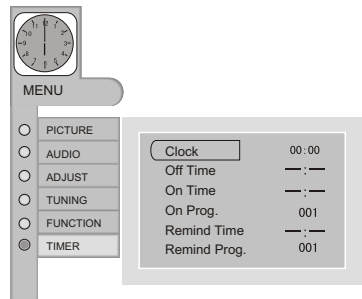 MENU
PICTURE
AUDIO
ADJUST
TUNING
FUNCTION
TIMER
Clock 00:00
Off Time —:—
On Time —:—
On Prog. 001
Remind Time —:—
Remind Prog. 001